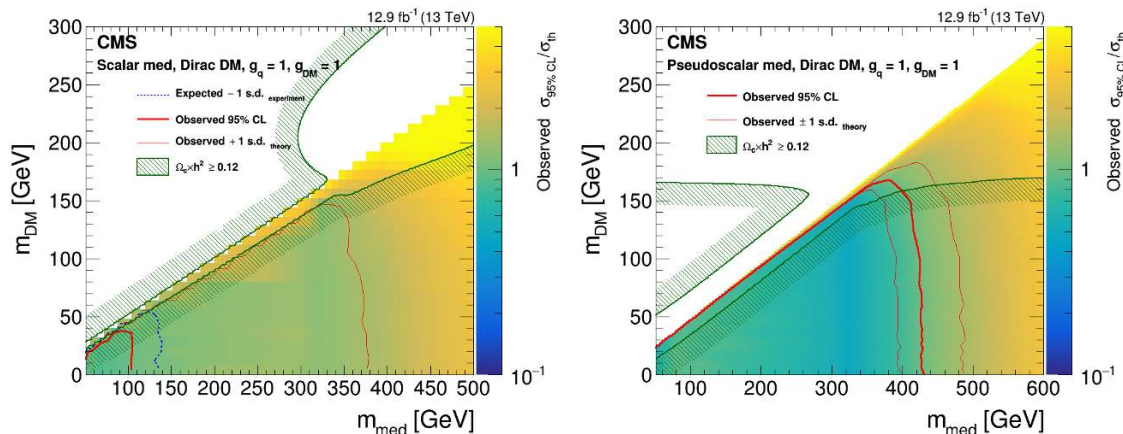 12.9 fb⁻¹ (13 TeV)
CMS
Scalar med, Dirac DM, g_q = 1, g_DM = 1
Expected − 1 s.d. experiment
Observed 95% CL
Observed + 1 s.d. theory
Ω_c×h² ≥ 0.12
m_DM [GeV]
300
250
200
150
100
50
0
100 150 200 250 300 350 400 450 500
m_med [GeV]
Observed σ_95% CL/σ_th
1
10⁻¹
12.9 fb⁻¹ (13 TeV)
CMS
Pseudoscalar med, Dirac DM, g_q = 1, g_DM = 1
Observed 95% CL
Observed ± 1 s.d. theory
Ω_c×h² ≥ 0.12
m_DM [GeV]
300
250
200
150
100
50
0
100 200 300 400 500 600
m_med [GeV]
Observed σ_95% CL/σ_th
1
10⁻¹